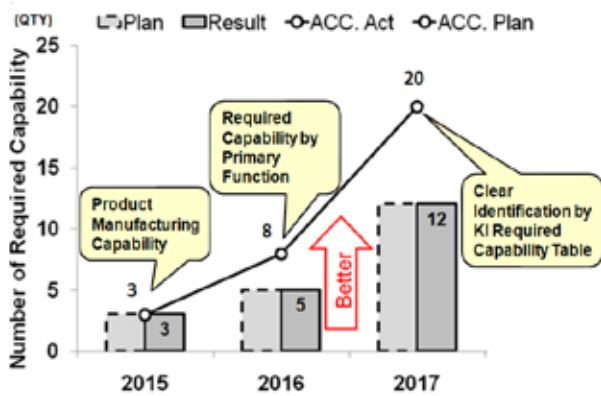 (QTY)
Plan Result ACC. Act ACC. Plan
Number of Required Capability
25
20
15
10
5
0
20
Required
Capability by
Primary
Function
Product
Manufacturing
Capability
8
Clear
Identification by
KI Required
Capability Table
3
Better
3
5
12
2015 2016 2017